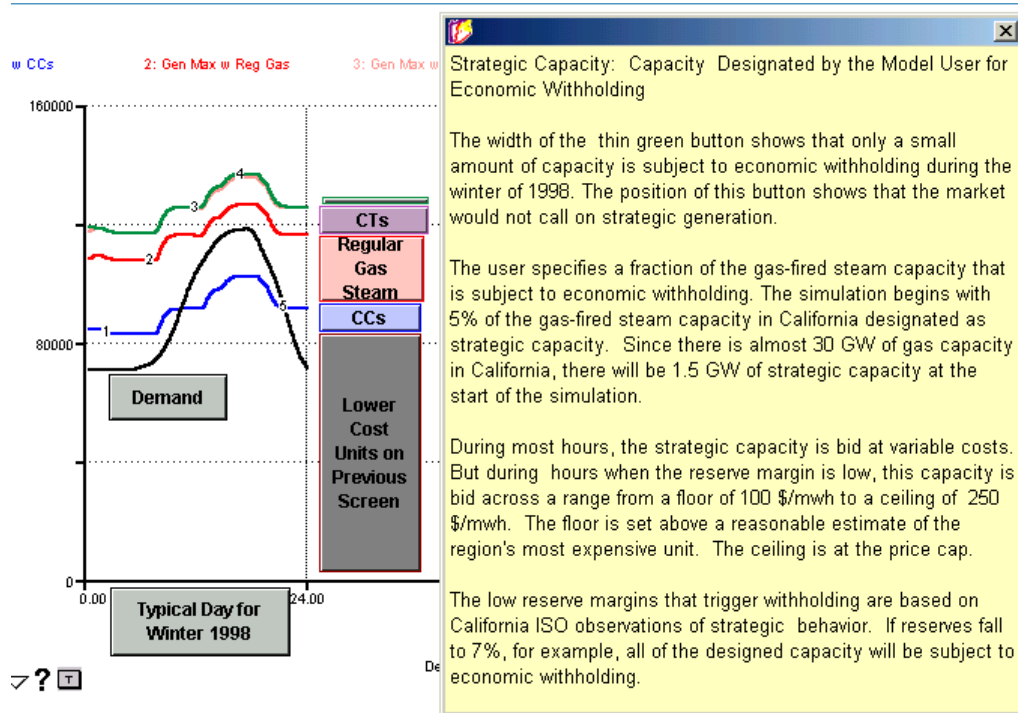 w CCs
2: Gen Max w Reg Gas
3: Gen Max w
160000
80000
0
0.00
24.00
1
2
3
4
5
CTs
Regular
Gas
Steam
CCs
Lower
Cost
Units on
Previous
Screen
Demand
Typical Day for
Winter 1998
De
?
T
Strategic Capacity: Capacity Designated by the Model User for
Economic Withholding
The width of the thin green button shows that only a small
amount of capacity is subject to economic withholding during the
winter of 1998. The position of this button shows that the market
would not call on strategic generation.
The user specifies a fraction of the gas-fired steam capacity that
is subject to economic withholding. The simulation begins with
5% of the gas-fired steam capacity in California designated as
strategic capacity. Since there is almost 30 GW of gas capacity
in California, there will be 1.5 GW of strategic capacity at the
start of the simulation.
During most hours, the strategic capacity is bid at variable costs.
But during hours when the reserve margin is low, this capacity is
bid across a range from a floor of 100 $/mwh to a ceiling of 250
$/mwh. The floor is set above a reasonable estimate of the
region's most expensive unit. The ceiling is at the price cap.
The low reserve margins that trigger withholding are based on
California ISO observations of strategic behavior. If reserves fall
to 7%, for example, all of the designed capacity will be subject to
economic withholding.